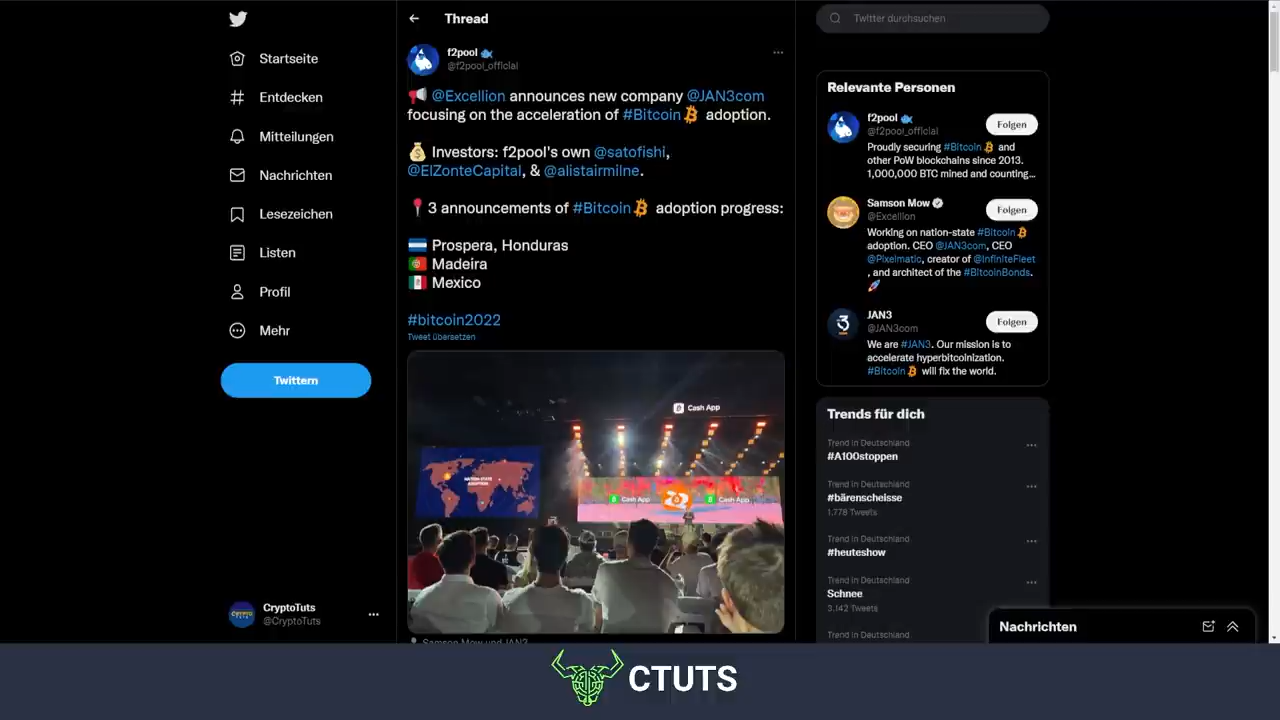 Startseite
Entdecken
Mitteilungen
Nachrichten
Lesezeichen
Listen
Profil
Mehr
Twittern
CryptoTuts
@CryptoTuts
Thread
f2pool
@f2pool_official
@Excellion announces new company @JAN3com
focusing on the acceleration of #Bitcoin adoption.
Investors: f2pool's own @satofishi,
@ElZonteCapital, & @alistairmilne.
3 announcements of #Bitcoin adoption progress:
Prospera, Honduras
Madeira
Mexico
#bitcoin2022
Tweet übersetzen
Cash App
NATION-STATE
ADOPTION
Cash App
Cash App
Samson Mow und JAN3
Twitter durchsuchen
Relevante Personen
f2pool
@f2pool_official
Folgen
Proudly securing #Bitcoin and
other PoW blockchains since 2013.
1,000,000 BTC mined and counting...
Samson Mow
@Excellion
Folgen
Working on nation-state #Bitcoin
adoption. CEO @JAN3com, CEO
@Pixelmatic, creator of @InfiniteFleet
, and architect of the #BitcoinBonds.
JAN3
@JAN3com
Folgen
We are #JAN3. Our mission is to
accelerate hyperbitcoinization.
#Bitcoin will fix the world.
Trends für dich
Trend in Deutschland
#A100stoppen
Trend in Deutschland
#bärenscheisse
1.778 Tweets
Trend in Deutschland
#heuteshow
Trend in Deutschland
Schnee
3.142 Tweets
Trend in Deutschland
Nachrichten
CTUTS